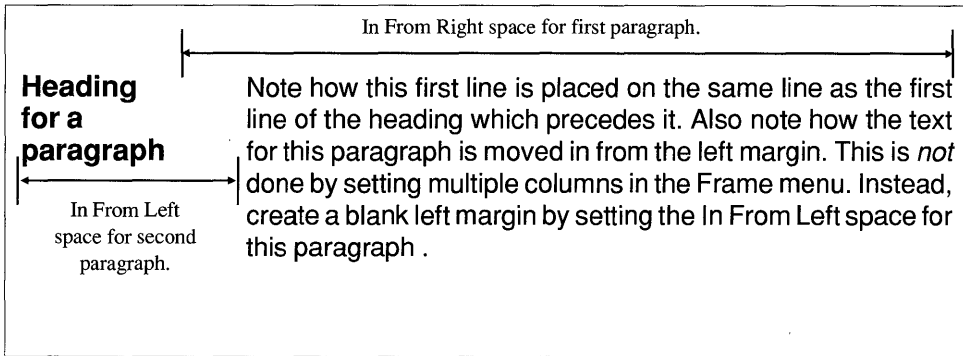 In From Right space for first paragraph.
Heading
for a
paragraph
In From Left
space for second
paragraph.
Note how this first line is placed on the same line as the first
line of the heading which precedes it. Also note how the text
for this paragraph is moved in from the left margin. This is not
done by setting multiple columns in the Frame menu. Instead,
create a blank left margin by setting the In From Left space for
this paragraph .